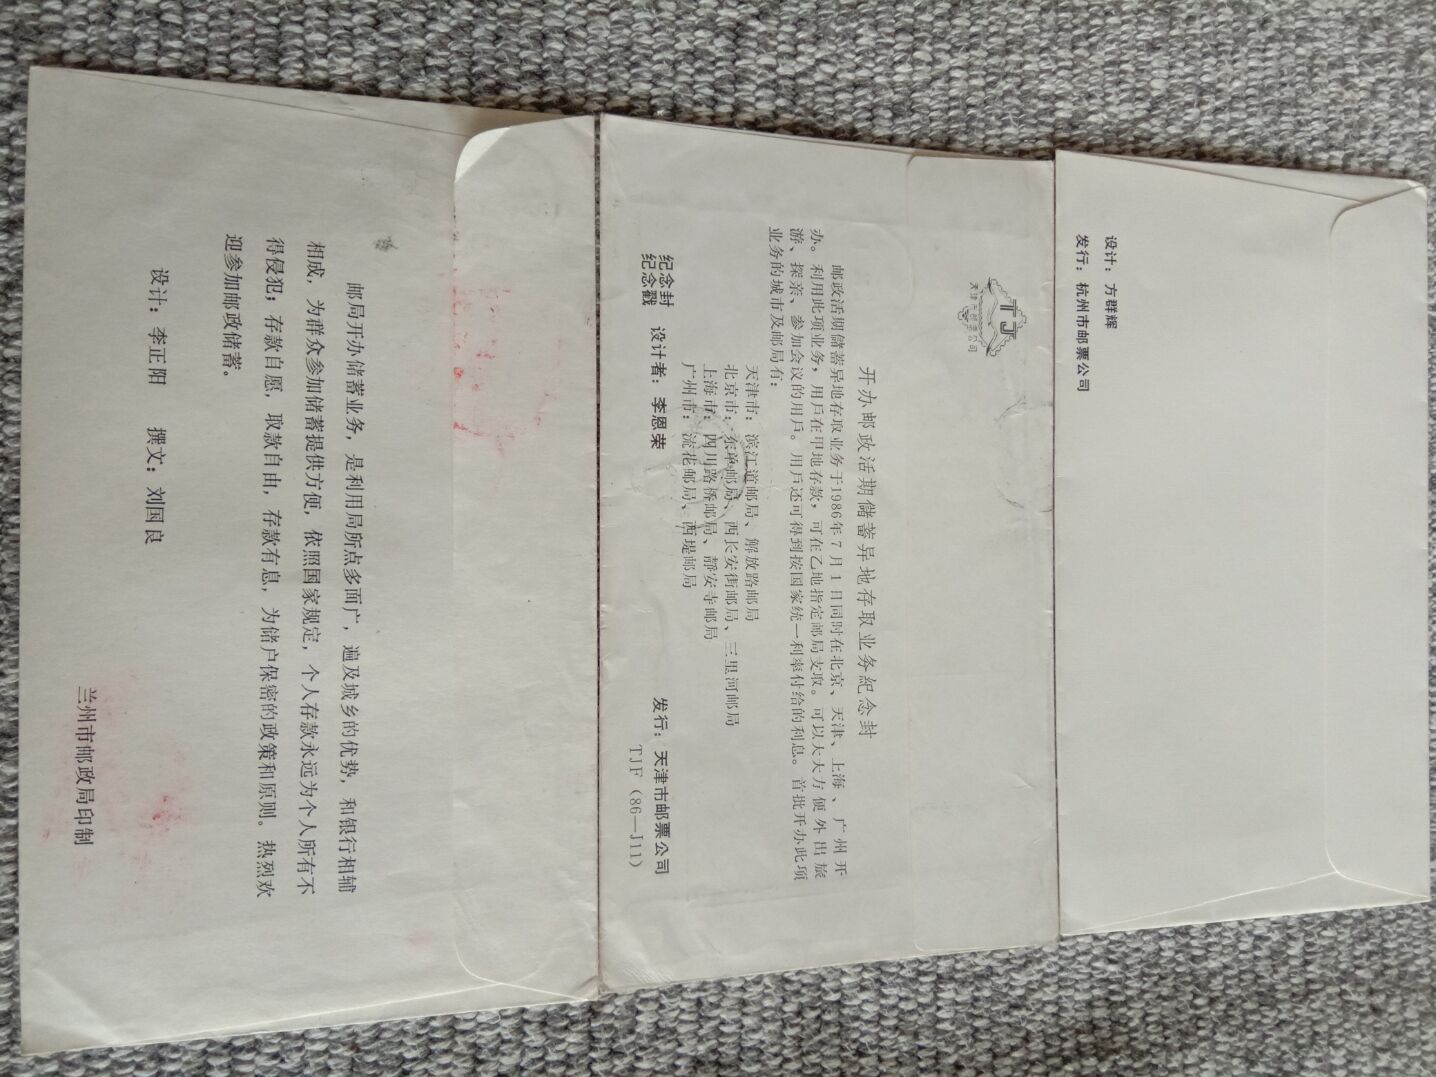 设计：方群辉
发行：杭州市邮票公司
TJ
天津市邮票公司
开办邮政活期储蓄异地存取业务纪念封
邮政活期储蓄异地存取业务于1986年7月1日同时在北京、天津、上海、广州开
办。利用此项业务，用户在甲地存款，可在乙地指定邮局支取。可以大大方便外出旅
游、探亲、参加会议的用户。用户还可得到按国家统一利率付给的利息。首批开办此项
业务的城市及邮局有：
天津市：滨江道邮局、解放路邮局
北京市：东单邮局、西长安街邮局、三里河邮局
上海市：四川路桥邮局、静安寺邮局
广州市：流花邮局、西堤邮局
纪念封
纪念戳 设计者：李恩荣 发行：天津市邮票公司
TJF（86—J11）
邮局开办储蓄业务，是利用局所点多面广，遍及城乡的优势，和银行相辅
相成，为群众参加储蓄提供方便，依照国家规定，个人存款永远为个人所有不
得侵犯；存款自愿，取款自由，存款有息，为储户保密的政策和原则。热烈欢
迎参加邮政储蓄。
设计：李正阳 撰文：刘国良
兰州市邮政局印制